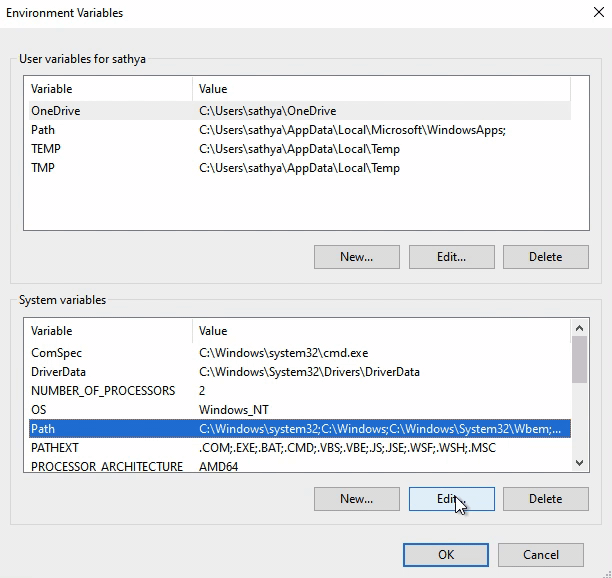 Environment Variables
User variables for sathya
Variable Value
OneDrive C:\Users\sathya\OneDrive
Path C:\Users\sathya\AppData\Local\Microsoft\WindowsApps;
TEMP C:\Users\sathya\AppData\Local\Temp
TMP C:\Users\sathya\AppData\Local\Temp
New... Edit... Delete
System variables
Variable Value
ComSpec C:\Windows\system32\cmd.exe
DriverData C:\Windows\System32\Drivers\DriverData
NUMBER_OF_PROCESSORS 2
OS Windows_NT
Path C:\Windows\system32;C:\Windows;C:\Windows\System32\Wbem;...
PATHEXT .COM;.EXE;.BAT;.CMD;.VBS;.VBE;.JS;.JSE;.WSF;.WSH;.MSC
PROCESSOR_ARCHITECTURE AMD64
New... Edit... Delete
OK Cancel